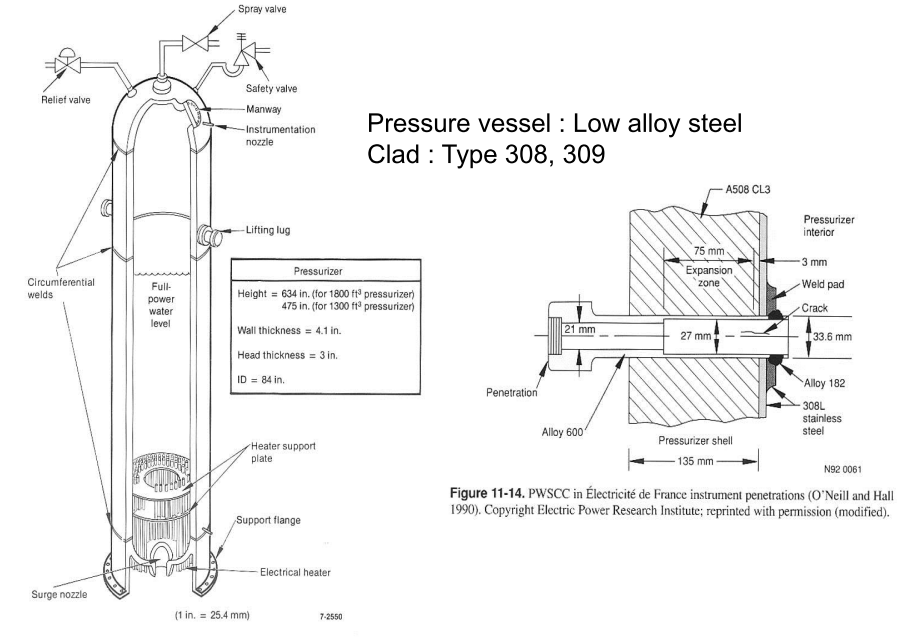 Spray valve
Relief valve
Safety valve
Manway
Instrumentation
nozzle
Pressure vessel : Low alloy steel
Clad : Type 308, 309
Lifting lug
Circumferential
welds
Full-
power
water
level
Pressurizer
Height = 634 in. (for 1800 ft³ pressurizer)
475 in. (for 1300 ft³ pressurizer)
Wall thickness = 4.1 in.
Head thickness = 3 in.
ID = 84 in.
Heater support
plate
Support flange
Electrical heater
Surge nozzle
(1 in. = 25.4 mm)
7-2550
A508 CL3
Pressurizer
interior
75 mm
3 mm
Expansion
zone
Weld pad
Crack
21 mm
27 mm
33.6 mm
Penetration
Alloy 182
Alloy 600
308L
stainless
steel
Pressurizer shell
135 mm
N92 0061
Figure 11-14. PWSCC in Électricité de France instrument penetrations (O'Neill and Hall
1990). Copyright Electric Power Research Institute; reprinted with permission (modified).